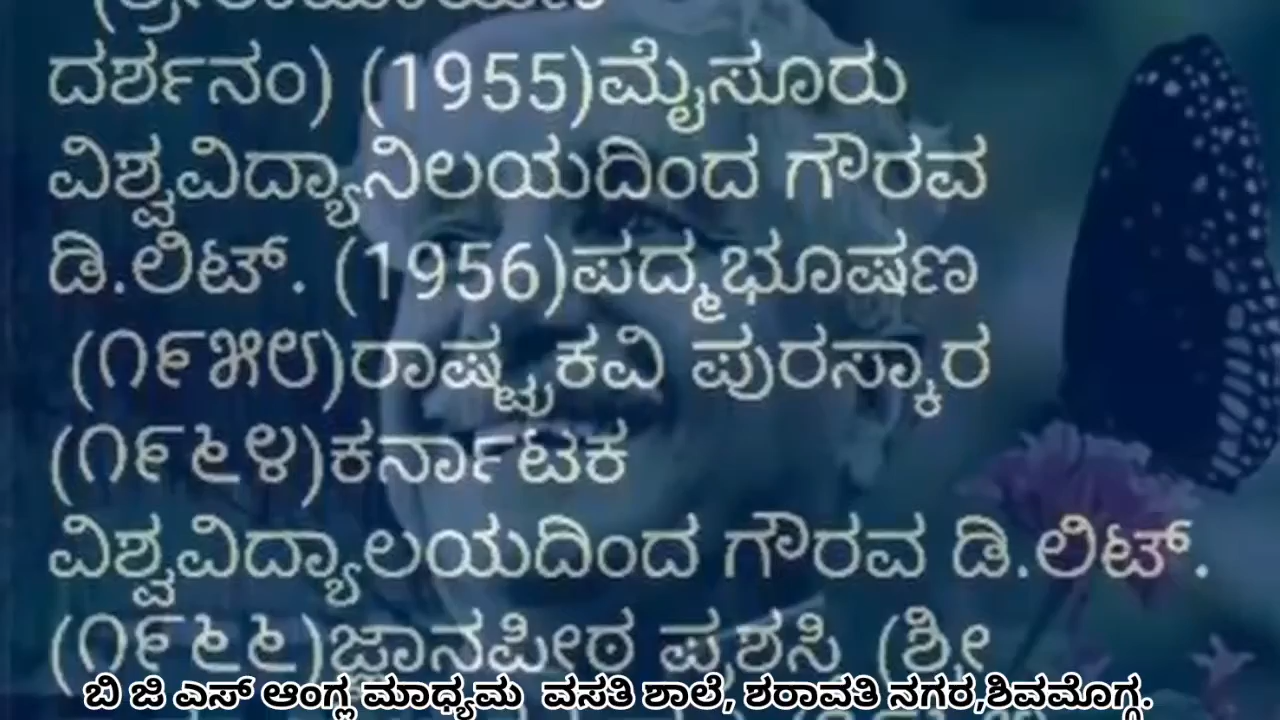 (ಶ್ರೀರಾಮಾಯಣ
ದರ್ಶನಂ) (1955)ಮೈಸೂರು
ವಿಶ್ವವಿದ್ಯಾನಿಲಯದಿಂದ ಗೌರವ
ಡಿ.ಲಿಟ್. (1956)ಪದ್ಮಭೂಷಣ
(೧೯೫೮)ರಾಷ್ಟ್ರಕವಿ ಪುರಸ್ಕಾರ
(೧೯೬೪)ಕರ್ನಾಟಕ
ವಿಶ್ವವಿದ್ಯಾಲಯದಿಂದ ಗೌರವ ಡಿ.ಲಿಟ್.
(೧೯೬೬)ಜ್ಞಾನಪೀಠ ಪ್ರಶಸ್ತಿ (ಶ್ರೀ
ಬಿ ಜಿ ಎಸ್ ಆಂಗ್ಲ ಮಾಧ್ಯಮ ವಸತಿ ಶಾಲೆ, ಶರಾವತಿ ನಗರ,ಶಿವಮೊಗ್ಗ.